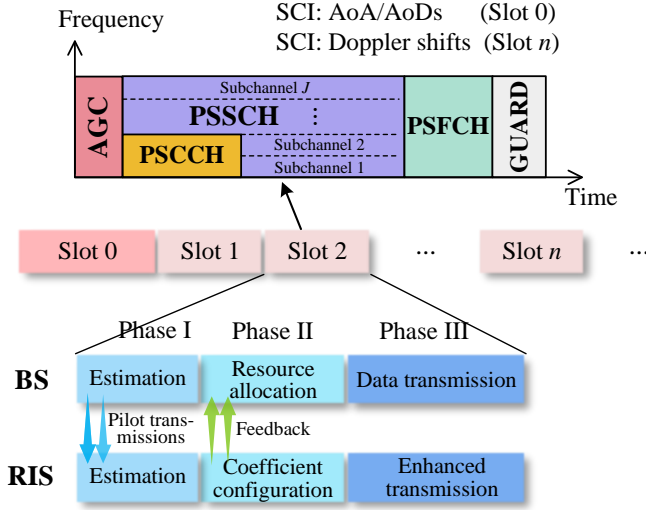 SCI: AoA/AoDs (Slot 0)
SCI: Doppler shifts (Slot n)
Frequency
AGC
Subchannel J
PSSCH ⋮
PSCCH
Subchannel 2
Subchannel 1
PSFCH
GUARD
Time
Slot 0 Slot 1 Slot 2 ... Slot n ...
Phase I Phase II Phase III
BS
Estimation
Resource
allocation
Data transmission
Pilot trans-
missions
Feedback
RIS
Estimation
Coefficient
configuration
Enhanced
transmission